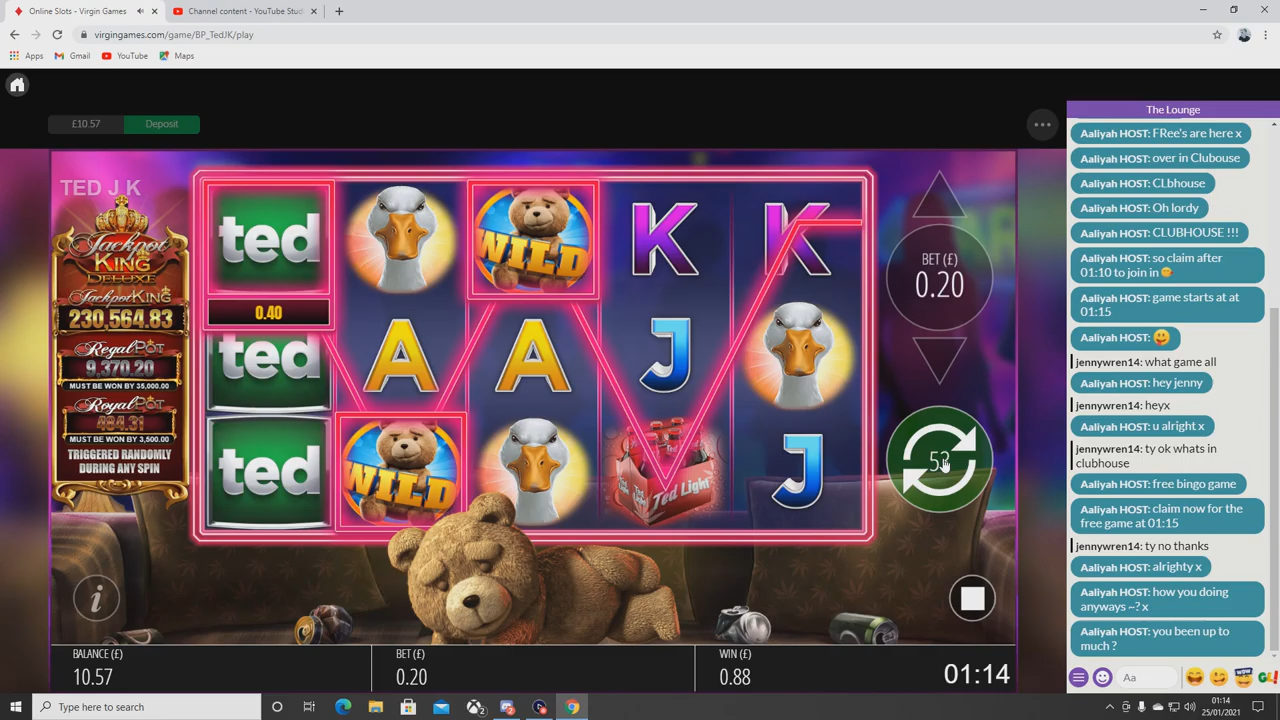 Online Slots - Virgin Games
Channel content - YouTube Stud
virgingames.com/game/BP_TedJK/play
Apps
Gmail
YouTube
Maps
£10.57
Deposit
TED J K
Jackpot
KING
DELUXE
JACKPOT KING
230,564.83
REGAL POT
9,370.20
MUST BE WON BY 35,000.00
ROYAL POT
484.31
MUST BE WON BY 3,500.00
TRIGGERED RANDOMLY
DURING ANY SPIN
ted
WILD
K
K
0.40
ted
A
A
J
ted
WILD
Ted Light
J
BET (£)
0.20
53
i
BALANCE (£)
10.57
BET (£)
0.20
WIN (£)
0.88
01:14
The Lounge
Aaliyah HOST: FRee's are here x
Aaliyah HOST: over in Clubouse
Aaliyah HOST: CLbhouse
Aaliyah HOST: Oh lordy
Aaliyah HOST: CLUBHOUSE !!!
Aaliyah HOST: so claim after
01:10 to join in
Aaliyah HOST: game starts at at
01:15
Aaliyah HOST:
jennywren14: what game all
Aaliyah HOST: hey jenny
jennywren14: heyx
Aaliyah HOST: u alright x
jennywren14: ty ok whats in
clubhouse
Aaliyah HOST: free bingo game
Aaliyah HOST: claim now for the
free game at 01:15
jennywren14: ty no thanks
Aaliyah HOST: alrighty x
Aaliyah HOST: how you doing
anyways ~? x
Aaliyah HOST: you been up to
much ?
Aa
WOW
GL!
Type here to search
2
01:14
25/01/2021